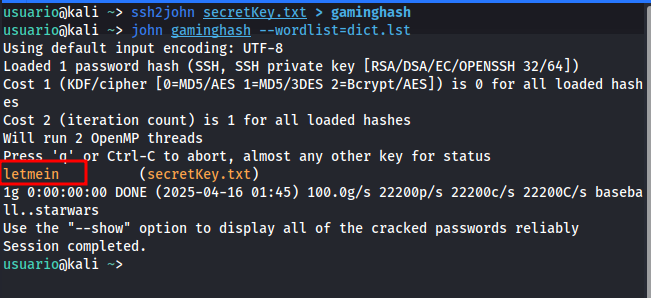 usuario@kali ~> ssh2john secretKey.txt > gaminghash
usuario@kali ~> john gaminghash --wordlist=dict.lst
Using default input encoding: UTF-8
Loaded 1 password hash (SSH, SSH private key [RSA/DSA/EC/OPENSSH 32/64])
Cost 1 (KDF/cipher [0=MD5/AES 1=MD5/3DES 2=Bcrypt/AES]) is 0 for all loaded hash
es
Cost 2 (iteration count) is 1 for all loaded hashes
Will run 2 OpenMP threads
Press 'q' or Ctrl-C to abort, almost any other key for status
letmein          (secretKey.txt)
1g 0:00:00:00 DONE (2025-04-16 01:45) 100.0g/s 22200p/s 22200c/s 22200C/s baseba
ll..starwars
Use the "--show" option to display all of the cracked passwords reliably
Session completed.
usuario@kali ~>